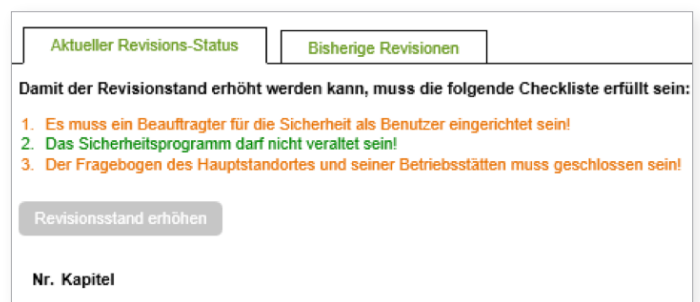 Aktueller Revisions-Status
Bisherige Revisionen
Damit der Revisionstand erhöht werden kann, muss die folgende Checkliste erfüllt sein:
1. Es muss ein Beauftragter für die Sicherheit als Benutzer eingerichtet sein!
2. Das Sicherheitsprogramm darf nicht veraltet sein!
3. Der Fragebogen des Hauptstandortes und seiner Betriebsstätten muss geschlossen sein!
Revisionsstand erhöhen
Nr. Kapitel